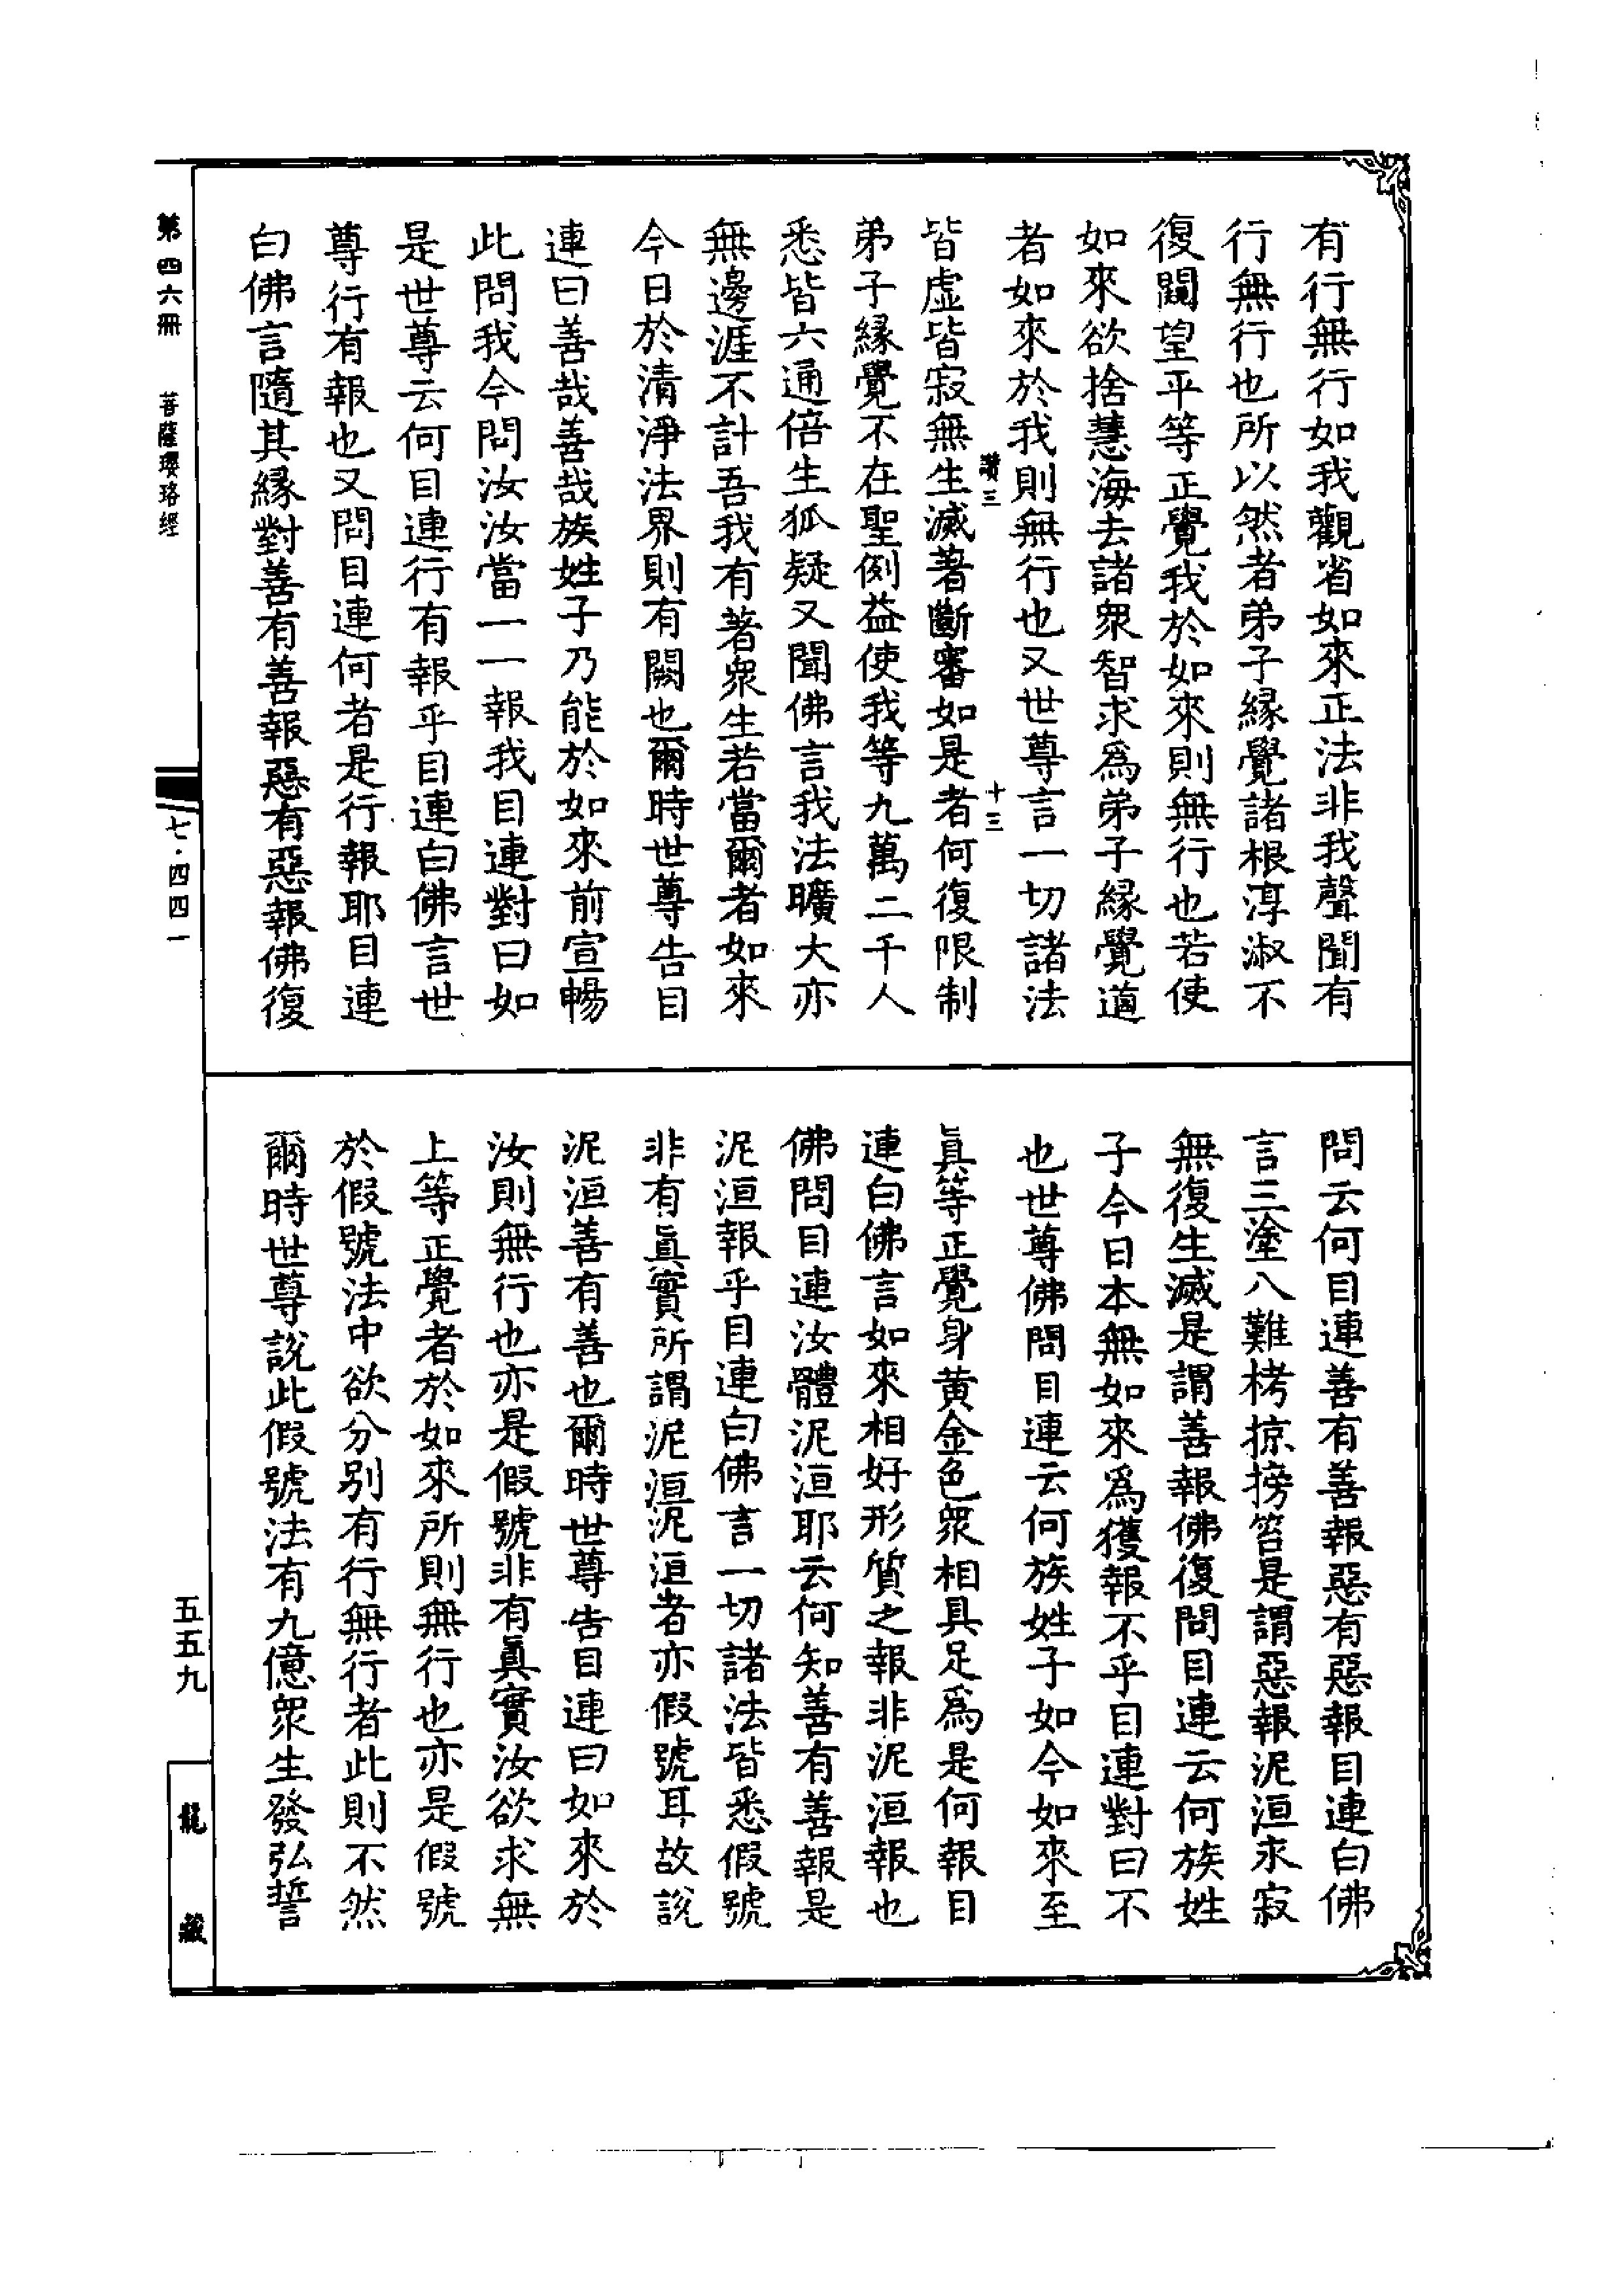 有行無行如我觀省如來正法非我聲聞有
行無行也所以然者弟子縁覺諸根淳淑不
復闚望平等正覺我於如來則無行也若使
如來欲捨慧海去諸衆智求爲弟子縁覺適
者如來於我則無行也又世尊言一切諸法
讚三 十三
皆虛皆寂無生滅著斷審如是者何復限制
弟子縁覺不在聖例益使我等九萬二千人
悉皆六通倍生狐疑又聞佛言我法曠大亦
無邊涯不計吾我有著衆生若當爾者如來
今日於清淨法界則有闕也爾時世尊告目
連曰善哉善哉族姓子乃能於如來前宣暢
此問我今問汝汝當一一報我目連對曰如
是世尊云何目連行有報乎目連白佛言世
尊行有報也又問目連何者是行報耶目連
白佛言隨其縁對善有善報惡有惡報佛復
問云何目連善有善報惡有惡報目連白佛
言三塗八難栲掠搒笞是謂惡報泥洹永寂
無復生滅是謂善報佛復問目連云何族姓
子今日本無如來爲獲報不乎目連對曰不
也世尊佛問目連云何族姓子如今如來至
眞等正覺身黄金色衆相具足爲是何報目
連白佛言如來相好形質之報非泥洹報也
佛問目連汝體泥洹耶云何知善有善報是
泥洹報乎目連白佛言一切諸法皆悉假號
非有眞實所謂泥洹泥洹者亦假號耳故說
泥洹善有善也爾時世尊告目連曰如來於
汝則無行也亦是假號非有眞實汝欲求無
上等正覺者於如來所則無行也亦是假號
於假號法中欲分别有行無行者此則不然
爾時世尊說此假號法有九億衆生發弘誓
第四六冊 菩薩瓔珞經
七·四四一
五五九
龍藏